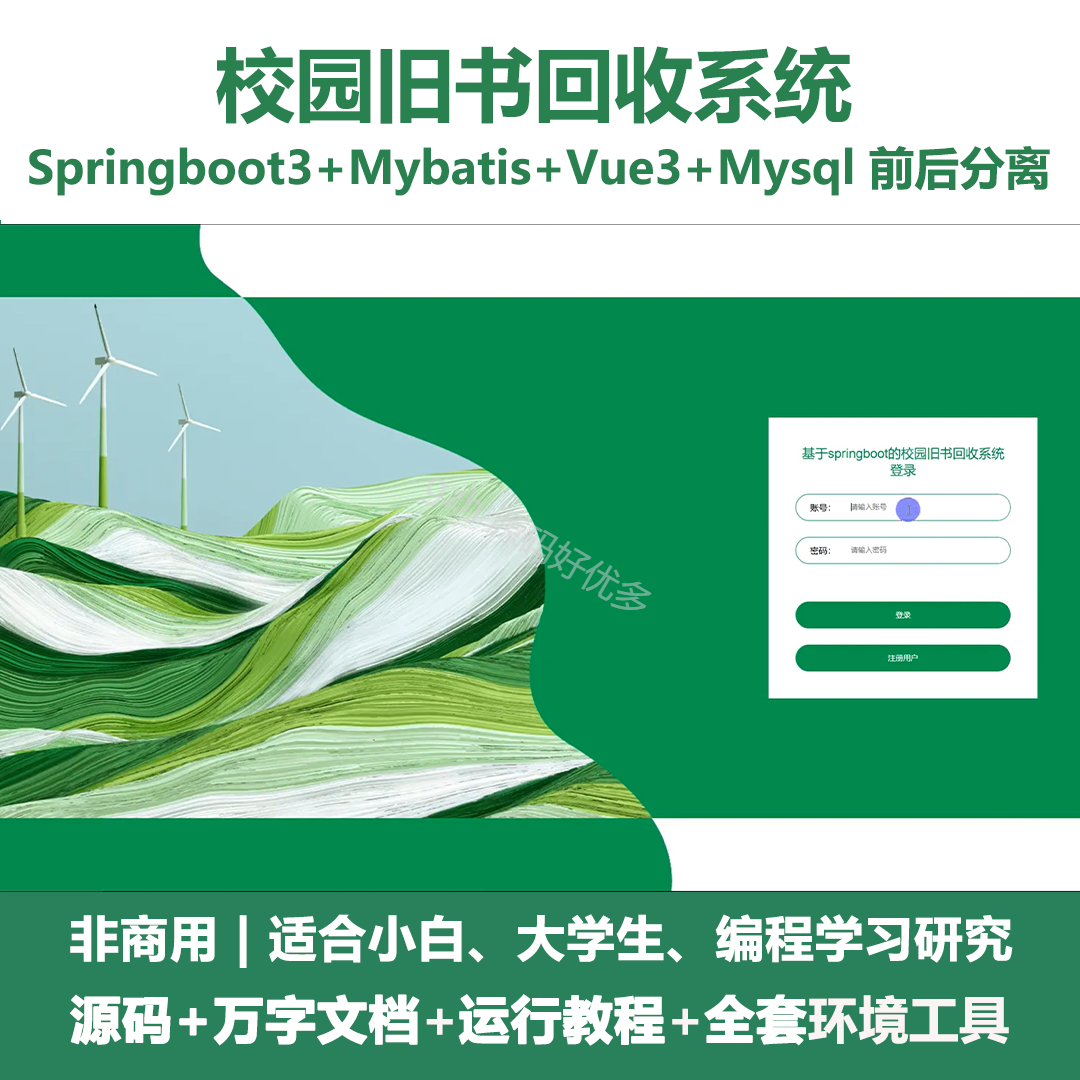 校园旧书回收系统
Springboot3+Mybatis+Vue3+Mysql 前后分离
基于springboot的校园旧书回收系统
登录
账号: 请输入账号
密码: 请输入密码
登录
注册用户
码好优多
非商用 | 适合小白、大学生、编程学习研究
源码+万字文档+运行教程+全套环境工具